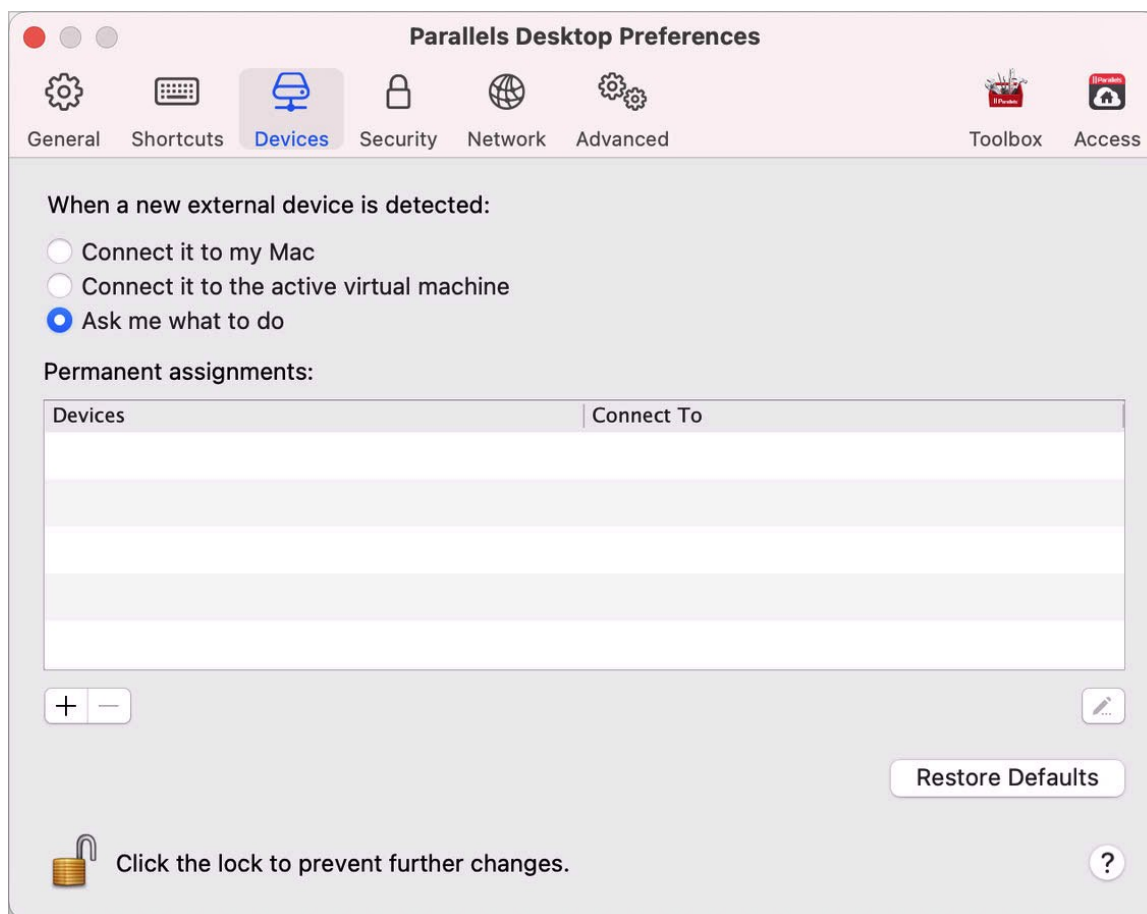 Parallels Desktop Preferences
General Shortcuts Devices Security Network Advanced Toolbox Access
When a new external device is detected:
Connect it to my Mac
Connect it to the active virtual machine
Ask me what to do
Permanent assignments:
Devices Connect To
Restore Defaults
Click the lock to prevent further changes.
?